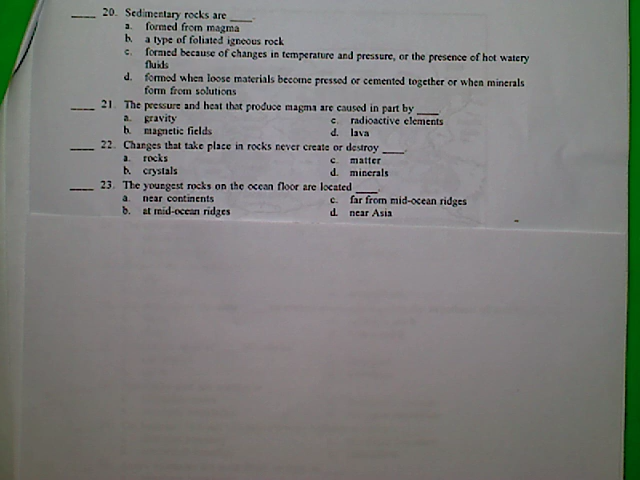 ____ 20. Sedimentary rocks are ____.
a. formed from magma
b. a type of foliated igneous rock
c. formed because of changes in temperature and pressure, or the presence of hot watery
fluids
d. formed when loose materials become pressed or cemented together or when minerals
form from solutions
____ 21. The pressure and heat that produce magma are caused in part by ____.
a. gravity c. radioactive elements
b. magnetic fields d. lava
____ 22. Changes that take place in rocks never create or destroy ____.
a. rocks c. matter
b. crystals d. minerals
____ 23. The youngest rocks on the ocean floor are located ____.
a. near continents c. far from mid-ocean ridges
b. at mid-ocean ridges d. near Asia